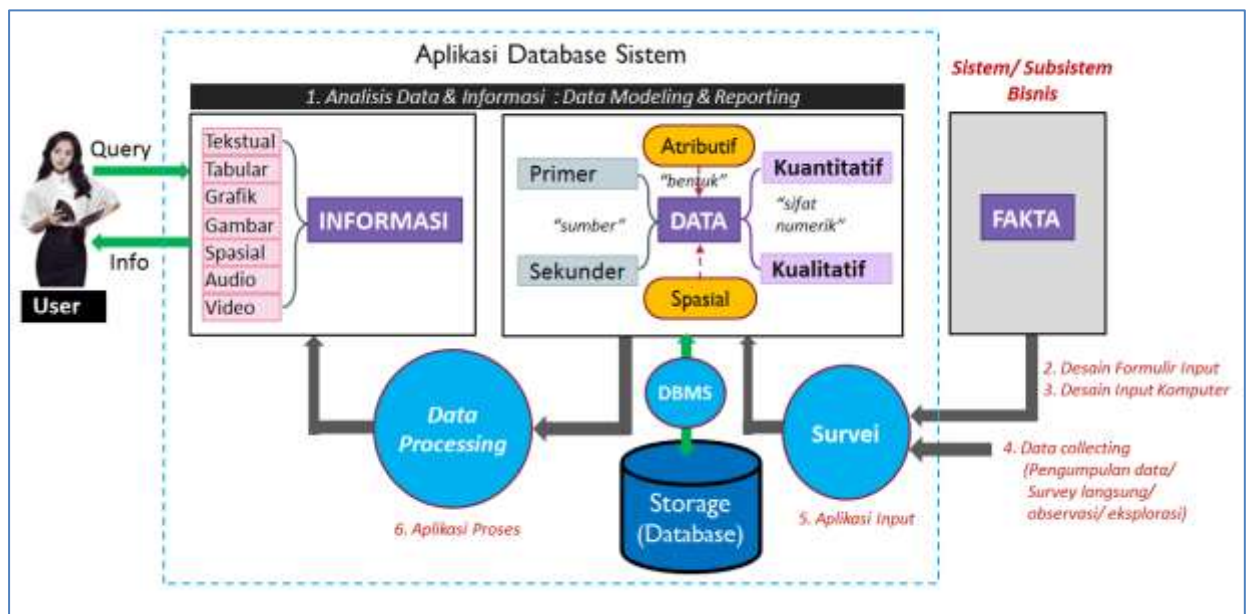 Aplikasi Database Sistem
1. Analisis Data & Informasi : Data Modeling & Reporting
Sistem/ Subsistem
Bisnis
Query
Info
User
Tekstual
Tabular
Grafik
Gambar
Spasial
Audio
Video
INFORMASI
Primer
"sumber"
Sekunder
Atributif
"bentuk"
DATA
Spasial
Kuantitatif
"sifat
numerik"
Kualitatif
FAKTA
2. Desain Formulir Input
3. Desain Input Komputer
Data
Processing
DBMS
Survei
4. Data collecting
(Pengumpulan data/
Survey langsung/
observasi/ eksplorasi)
Storage
(Database)
6. Aplikasi Proses
5. Aplikasi Input